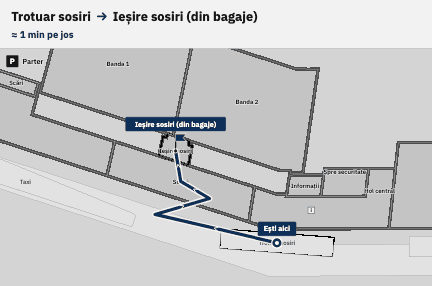 Trotuar sosiri → Ieșire sosiri (din bagaje)
≈ 1 min pe jos
P Parter
Banda 1
Scări
Banda 2
Ieșire sosiri (din bagaje)
Spre securitate
Taxi
Informații
Hol central
i
Ești aici